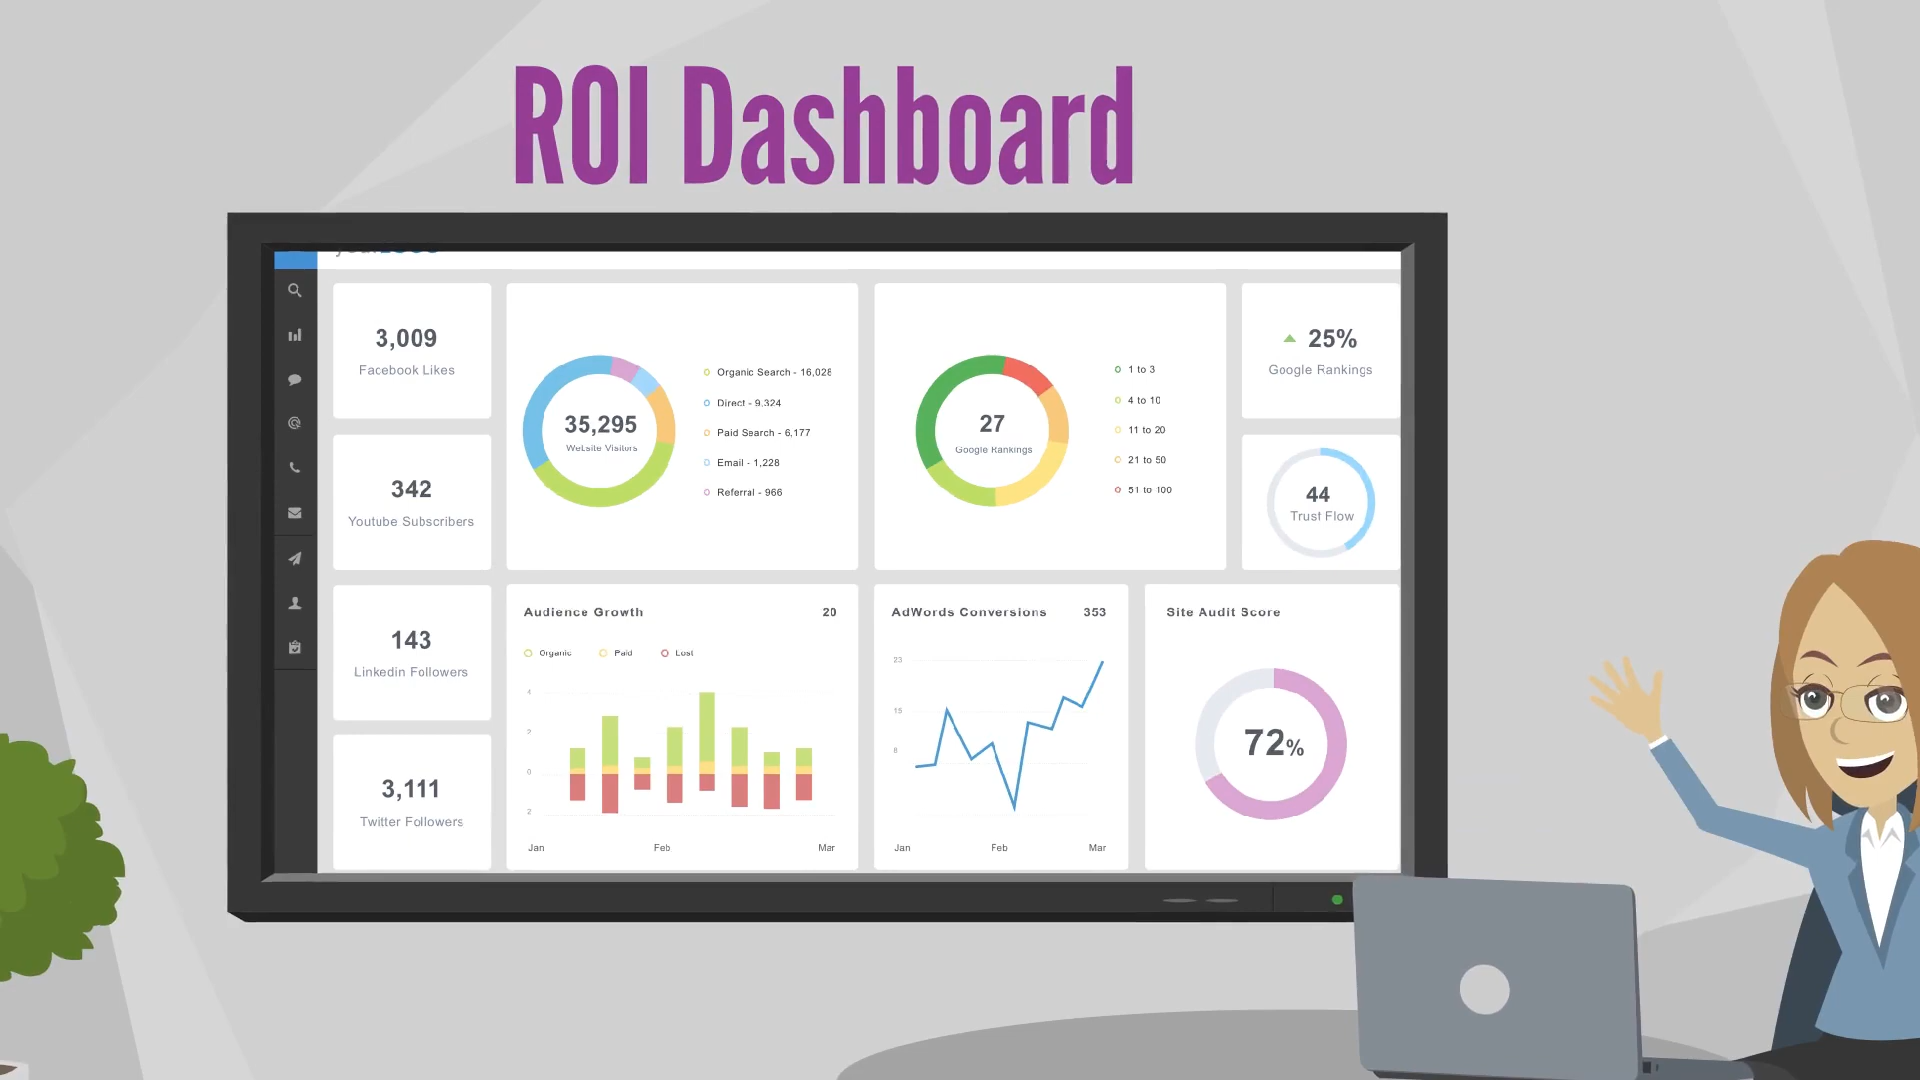 ROI Dashboard
3,009
Facebook Likes
35,295
Website Visitors
Organic Search - 16,028
Direct - 9,324
Paid Search - 6,177
Email - 1,228
Referral - 966
27
Google Rankings
1 to 3
4 to 10
11 to 20
21 to 50
51 to 100
25%
Google Rankings
342
Youtube Subscribers
44
Trust Flow
143
Linkedin Followers
3,111
Twitter Followers
Audience Growth 20
Organic Paid Lost
4
2
0
2
Jan Feb Mar
AdWords Conversions 353
23
15
8
Jan Feb Mar
Site Audit Score
72%